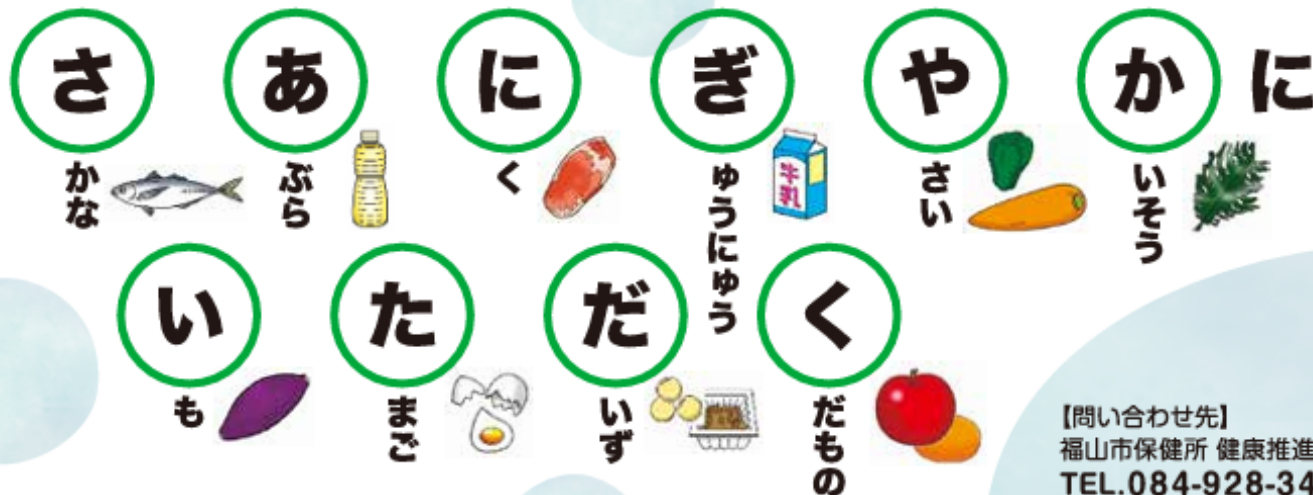 さあにぎやかに
かな
ぶら
く
ゅうにゅう
牛乳
さい
いそう
いただく
も
まご
いず
だもの
【問い合わせ先】
福山市保健所 健康推進
TEL.084-928-34